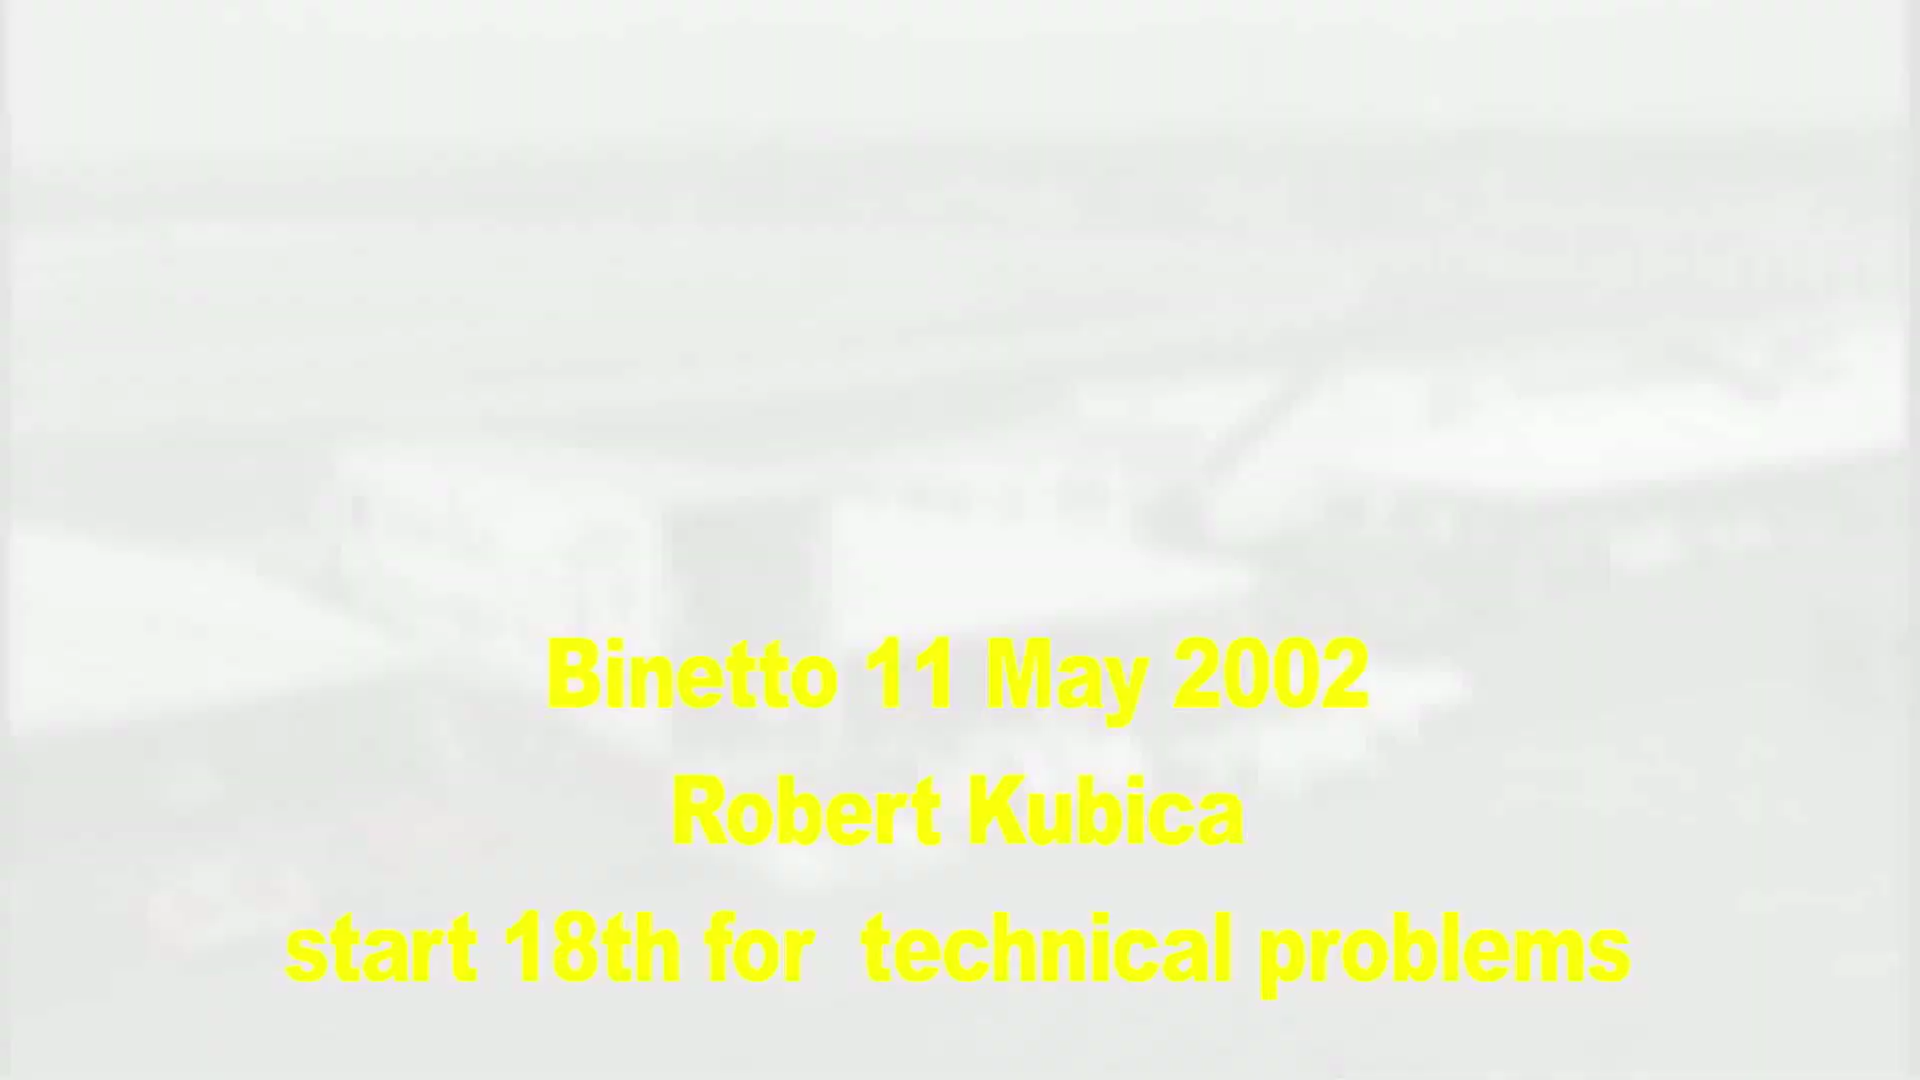 Binetto 11 May 2002
Robert Kubica
start 18th for  technical problems